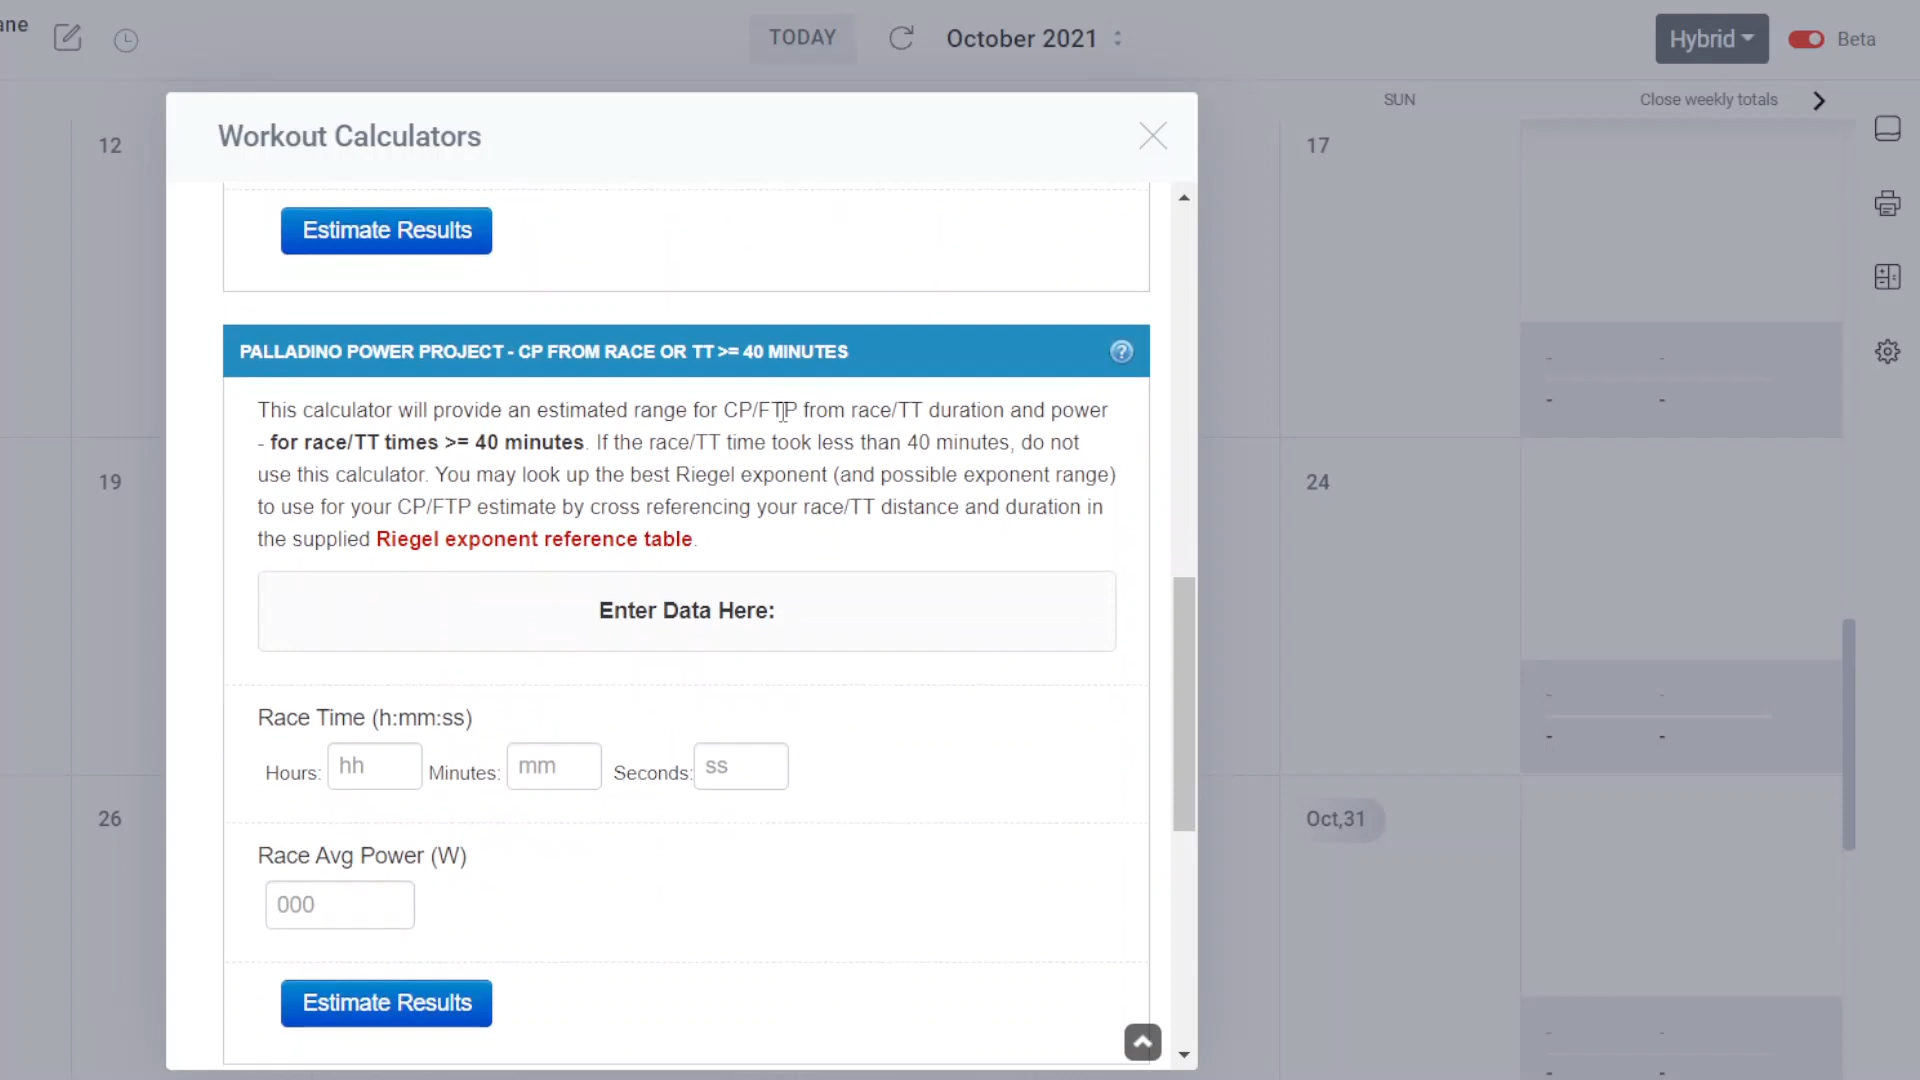 ane
TODAY
October 2021
Hybrid
Beta
SUN
Close weekly totals
12
17
Workout Calculators
Estimate Results
PALLADINO POWER PROJECT - CP FROM RACE OR TT >= 40 MINUTES
This calculator will provide an estimated range for CP/FTP from race/TT duration and power
- for race/TT times >= 40 minutes. If the race/TT time took less than 40 minutes, do not
use this calculator. You may look up the best Riegel exponent (and possible exponent range)
to use for your CP/FTP estimate by cross referencing your race/TT distance and duration in
the supplied Riegel exponent reference table.
- -
- -
19
24
Enter Data Here:
- -
- -
Race Time (h:mm:ss)
Hours: hh Minutes: mm Seconds: ss
26
Oct,31
Race Avg Power (W)
000
Estimate Results
- -
- -